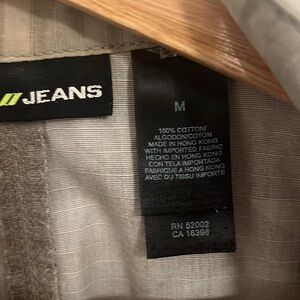 JEANS
M
100% COTTON/
ALGODON/COTON
MADE IN HONG KONG
WITH IMPORTED FABRIC
HECHO EN HONG KONG
CON TELA IMPORTADA
FABRIQUE A HONG KONG
AVEC DU TISSU IMPORTE
RN 52002
CA 16398